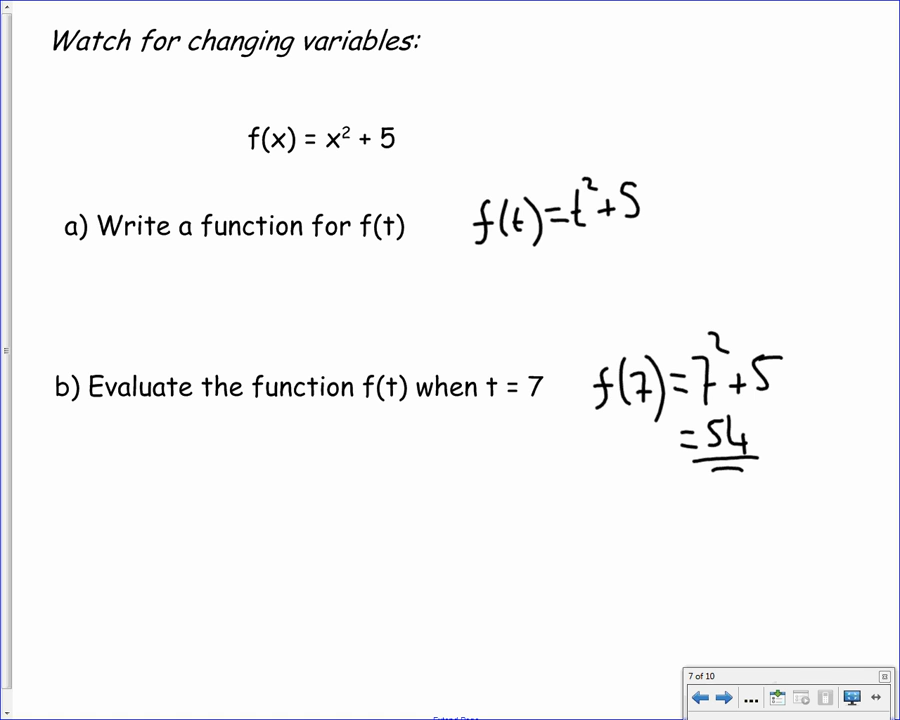 Watch for changing variables:
f(x) = x² + 5
a) Write a function for f(t) f(t)=t²+5
b) Evaluate the function f(t) when t = 7 f(7)=7²+5
=54
7 of 10